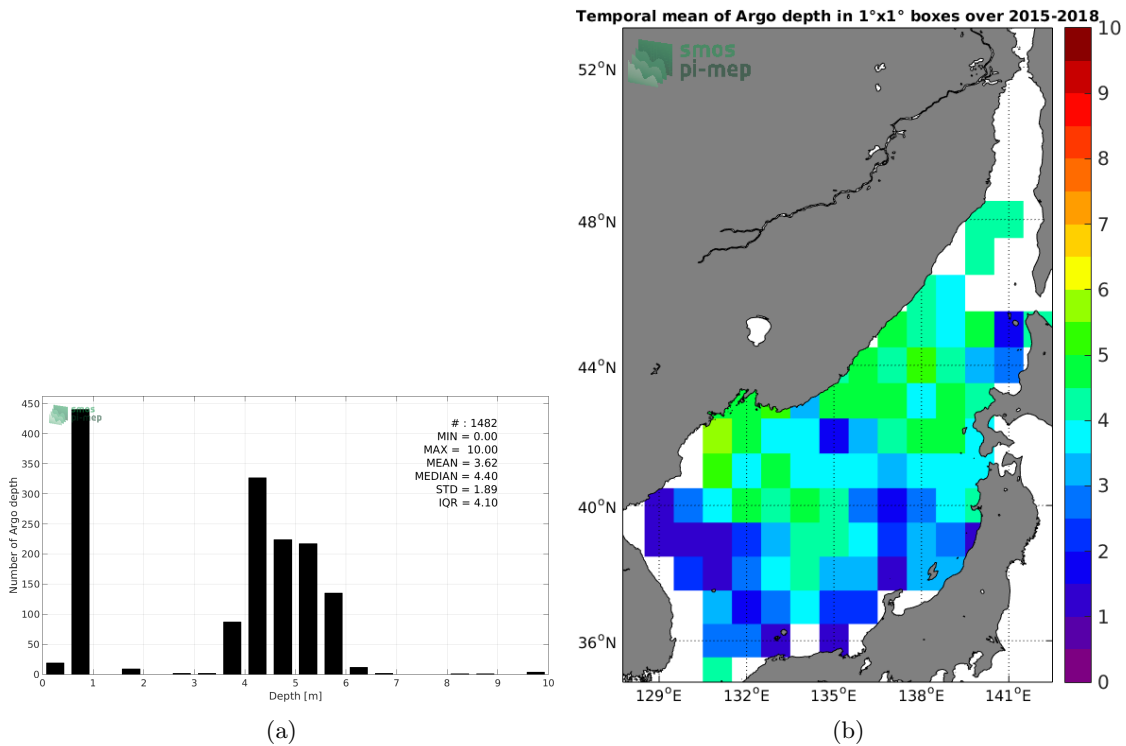 smos
pi-mep
450
400
350
300
250
200
150
100
50
0
Number of Argo depth
# : 1482
MIN = 0.00
MAX = 10.00
MEAN = 3.62
MEDIAN = 4.40
STD = 1.89
IQR = 4.10
0 1 2 3 4 5 6 7 8 9 10
Depth [m]
(a)
Temporal mean of Argo depth in 1°x1° boxes over 2015-2018
smos
pi-mep
52°N
48°N
44°N
40°N
36°N
129°E 132°E 135°E 138°E 141°E
10
9
8
7
6
5
4
3
2
1
0
(b)